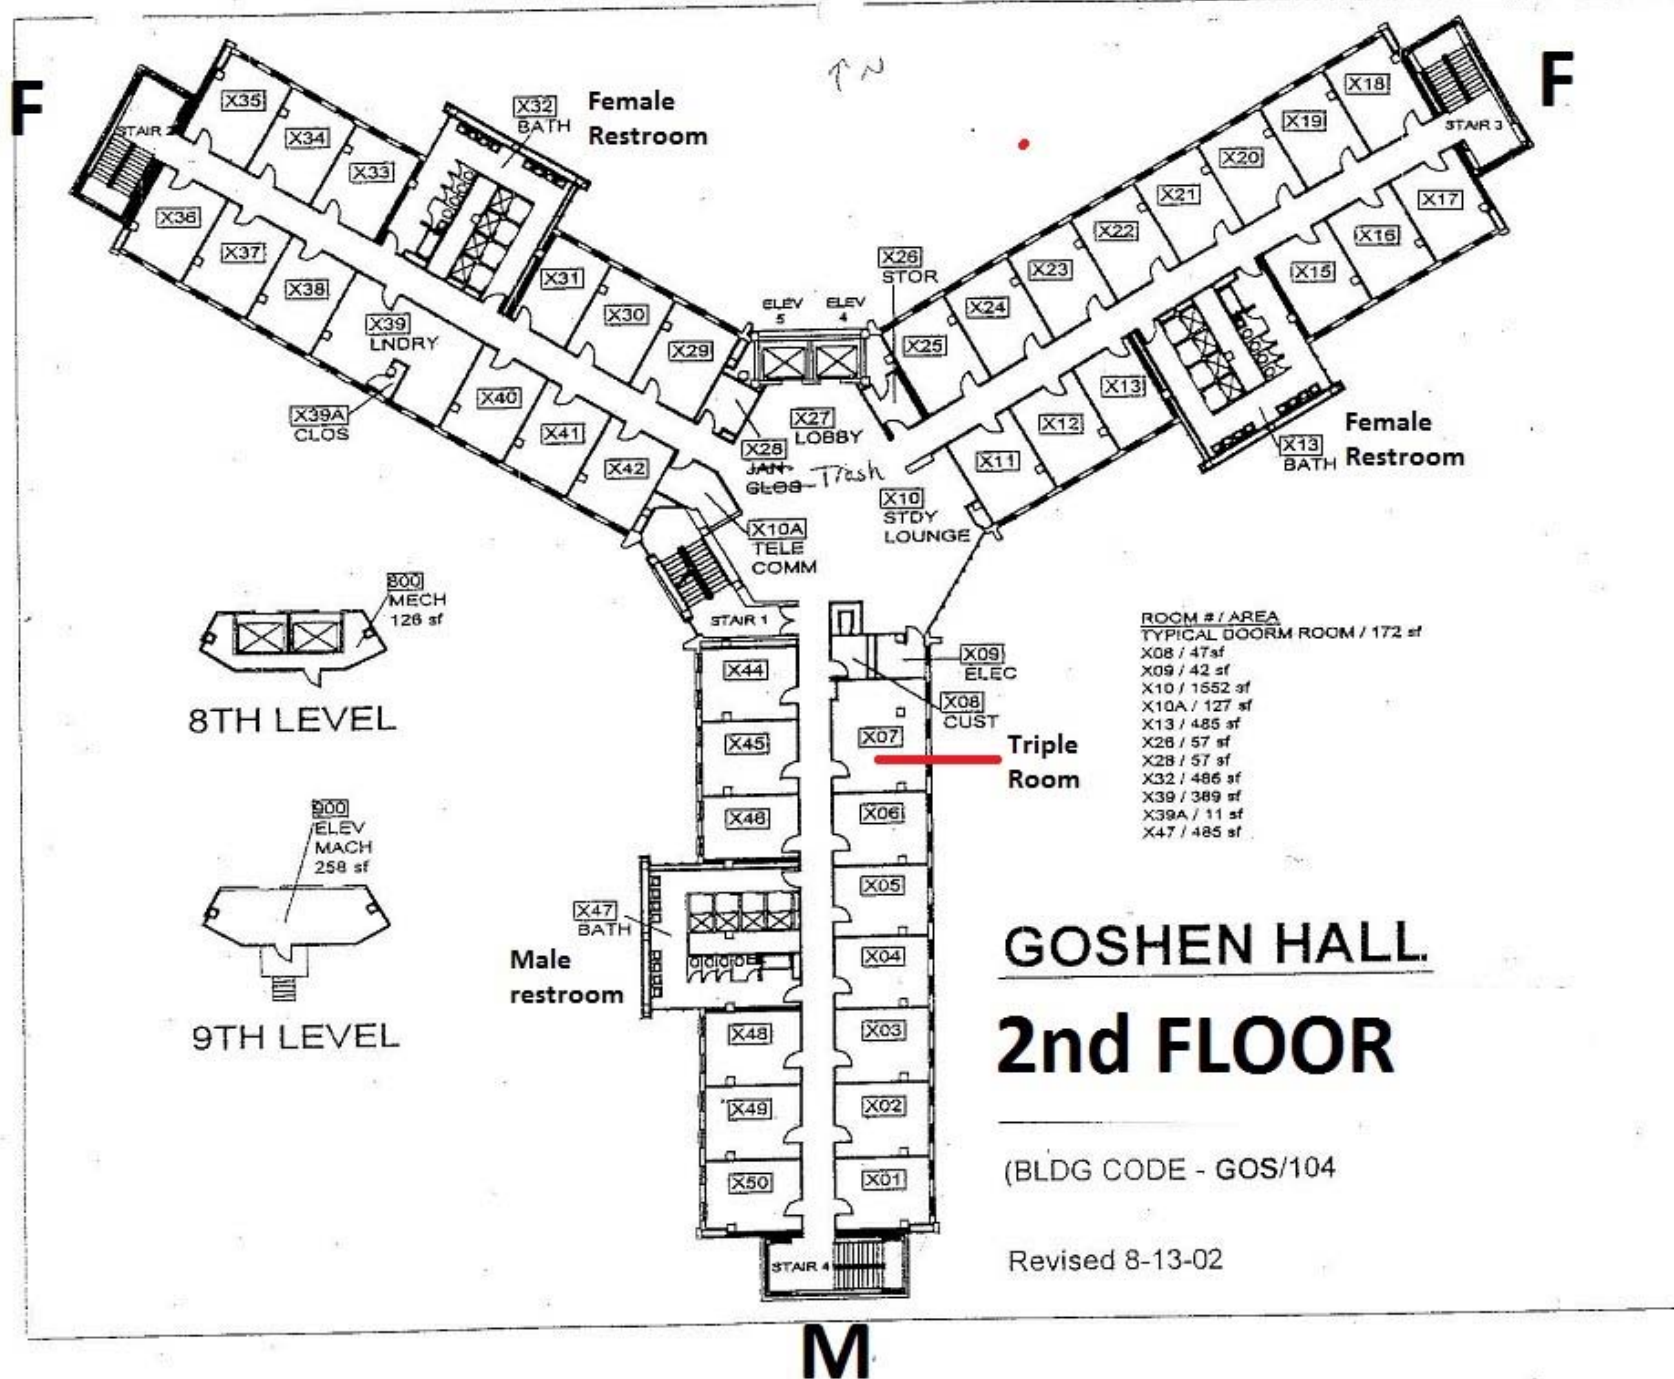 ↑ N
F
F
X35
X34
X33
X32
BATH
Female
Restroom
STAIR 2
X36
X37
X38
X39
LNDRY
X39A
CLOS
X31
X30
X29
X40
X41
X42
ELEV
5
ELEV
4
X26
STOR
X27
LOBBY
X28
JAN
CLOS
Trash
X10A
TELE
COMM
X10
STDY
LOUNGE
X18
X19
X20
X21
X22
X23
X24
X25
STAIR 3
X17
X16
X15
X13
X12
X11
X13
BATH
Female
Restroom
800
MECH
126 sf
8TH LEVEL
900
ELEV
MACH
258 sf
9TH LEVEL
STAIR 1
X09
ELEC
X08
CUST
X44
X45
X46
X07
Triple
Room
X06
X05
X04
X03
X02
X01
X47
BATH
Male
restroom
X48
X49
X50
STAIR 4
M
ROOM # / AREA
TYPICAL DOORM ROOM / 172 sf
X08 / 47sf
X09 / 42 sf
X10 / 1552 sf
X10A / 127 sf
X13 / 485 sf
X26 / 57 sf
X28 / 57 sf
X32 / 486 sf
X39 / 389 sf
X39A / 11 sf
X47 / 485 sf
GOSHEN HALL
2nd FLOOR
(BLDG CODE - GOS/104
Revised 8-13-02